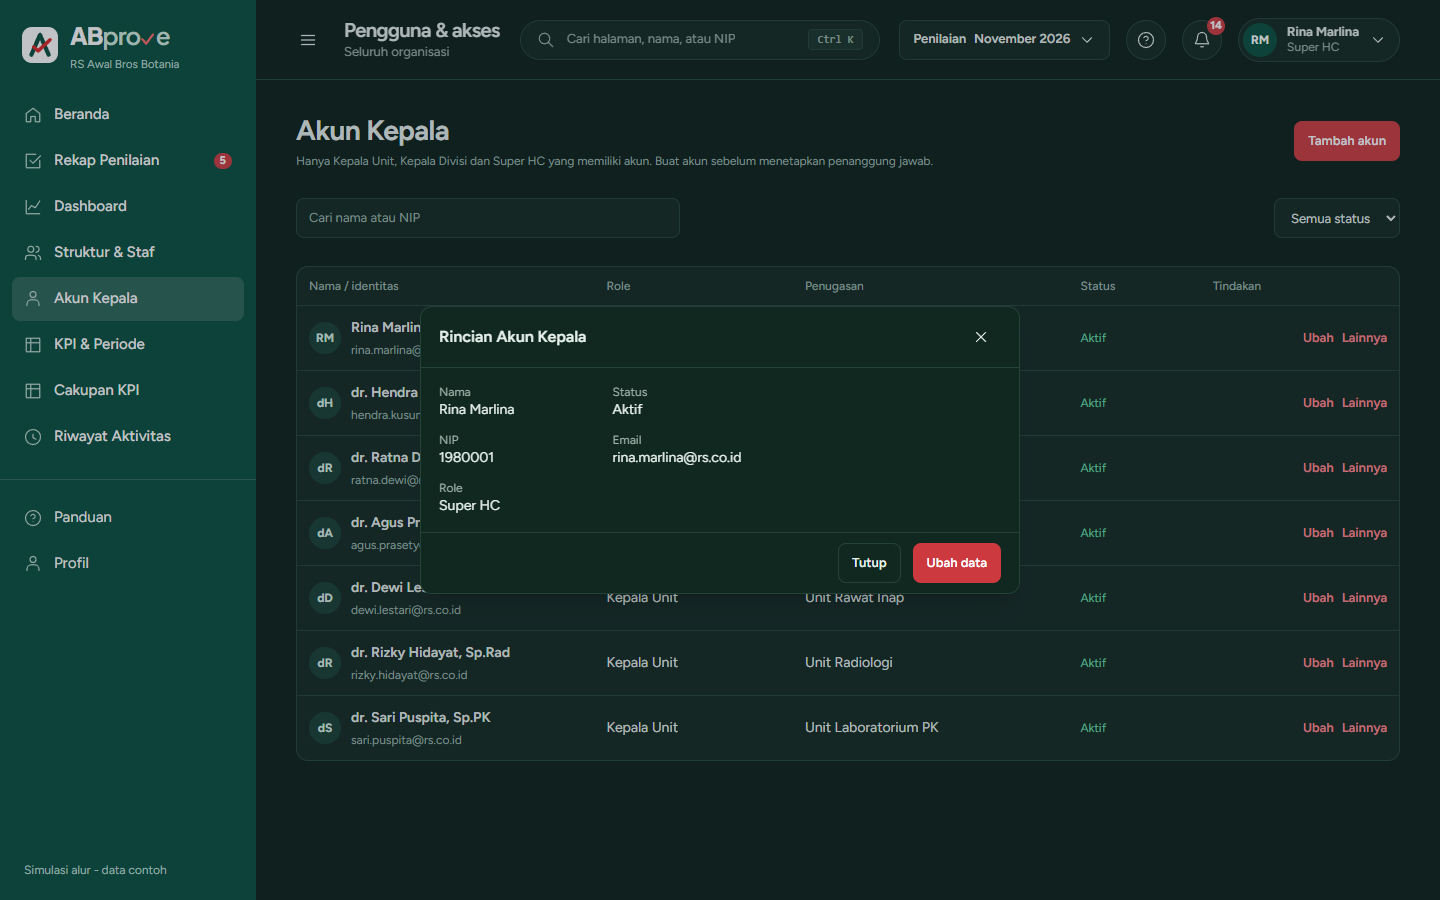 ABprove
RS Awal Bros Botania
Beranda
Rekap Penilaian 5
Dashboard
Struktur & Staf
Akun Kepala
KPI & Periode
Cakupan KPI
Riwayat Aktivitas
Panduan
Profil
Simulasi alur - data contoh
Pengguna & akses
Seluruh organisasi
Cari halaman, nama, atau NIP Ctrl K
Penilaian November 2026
14
RM Rina Marlina
Super HC
Akun Kepala
Hanya Kepala Unit, Kepala Divisi dan Super HC yang memiliki akun. Buat akun sebelum menetapkan penanggung jawab.
Tambah akun
Cari nama atau NIP
Semua status
Nama / identitas Role Penugasan Status Tindakan
RM Rina Marlin Aktif Ubah Lainnya
rina.marlina@
dH dr. Hendra Aktif Ubah Lainnya
hendra.kusu
dR dr. Ratna D Aktif Ubah Lainnya
ratna.dewi@
dA dr. Agus Pr Aktif Ubah Lainnya
agus.prasety
dD dr. Dewi Les Kepala Unit Unit Rawat Inap Aktif Ubah Lainnya
dewi.lestari@rs.co.id
dR dr. Rizky Hidayat, Sp.Rad Kepala Unit Unit Radiologi Aktif Ubah Lainnya
rizky.hidayat@rs.co.id
dS dr. Sari Puspita, Sp.PK Kepala Unit Unit Laboratorium PK Aktif Ubah Lainnya
sari.puspita@rs.co.id
Rincian Akun Kepala
Nama
Rina Marlina
Status
Aktif
NIP
1980001
Email
rina.marlina@rs.co.id
Role
Super HC
Tutup
Ubah data